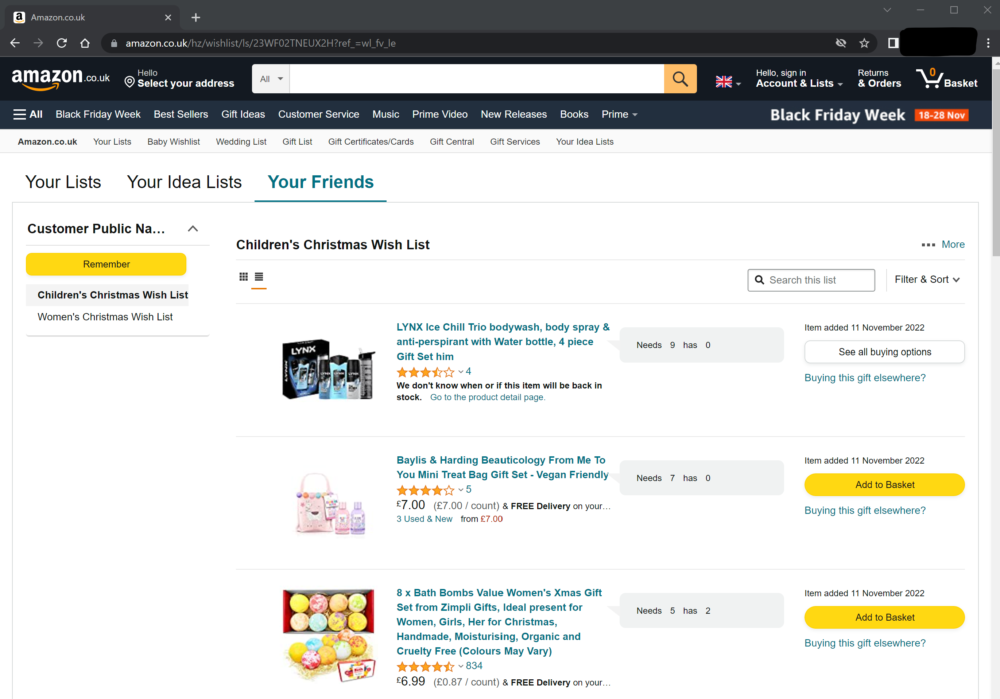 Amazon.co.uk
amazon.co.uk/hz/wishlist/ls/23WF02TNEUX2H?ref_=wl_fv_le
amazon.co.uk
Hello
Select your address
All
Hello, sign in
Account & Lists
Returns
& Orders
0
Basket
All Black Friday Week Best Sellers Gift Ideas Customer Service Music Prime Video New Releases Books Prime
Black Friday Week 18-28 Nov
Amazon.co.uk Your Lists Baby Wishlist Wedding List Gift List Gift Certificates/Cards Gift Central Gift Services Your Idea Lists
Your Lists Your Idea Lists Your Friends
Customer Public Na...
Remember
Children's Christmas Wish List
Women's Christmas Wish List
Children's Christmas Wish List
More
Search this list
Filter & Sort
LYNX
LYNX
LYNX
LYNX
LYNX
LYNX Ice Chill Trio bodywash, body spray &
anti-perspirant with Water bottle, 4 piece
Gift Set him
4
We don't know when or if this item will be back in
stock. Go to the product detail page.
Needs 9 has 0
Item added 11 November 2022
See all buying options
Buying this gift elsewhere?
Baylis & Harding Beauticology From Me To
You Mini Treat Bag Gift Set - Vegan Friendly
5
£7.00 (£7.00 / count) & FREE Delivery on your...
3 Used & New from £7.00
Needs 7 has 0
Item added 11 November 2022
Add to Basket
Buying this gift elsewhere?
8 x Bath Bombs Value Women's Xmas Gift
Set from Zimpli Gifts, Ideal present for
Women, Girls, Her for Christmas,
Handmade, Moisturising, Organic and
Cruelty Free (Colours May Vary)
834
£6.99 (£0.87 / count) & FREE Delivery on your...
Needs 5 has 2
Item added 11 November 2022
Add to Basket
Buying this gift elsewhere?